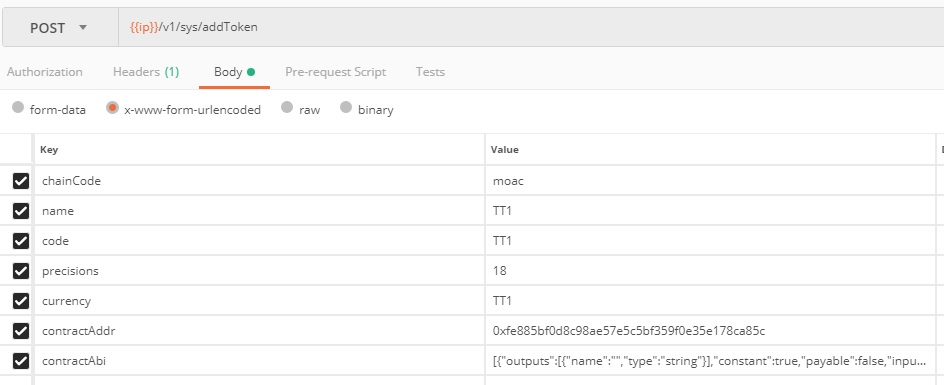 POST {{ip}}/v1/sys/addToken
Authorization Headers (1) Body Pre-request Script Tests
form-data x-www-form-urlencoded raw binary
Key Value
chainCode moac
name TT1
code TT1
precisions 18
currency TT1
contractAddr 0xfe885bf0d8c98ae57e5c5bf359f0e35e178ca85c
contractAbi [{"outputs":[{"name":"","type":"string"}],"constant":true,"payable":false,"inpu...